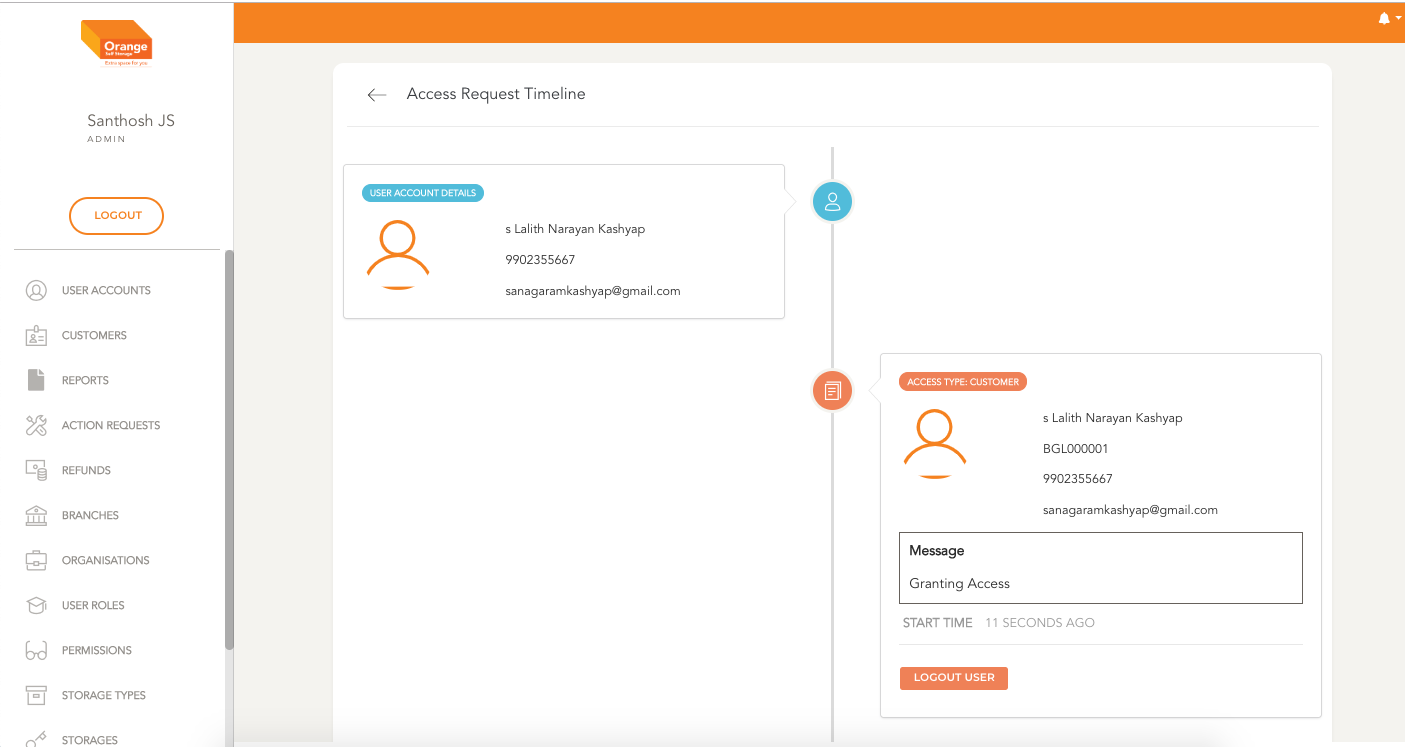 Orange
Self Storage
Extra space for you
Santhosh JS
ADMIN
LOGOUT
USER ACCOUNTS
CUSTOMERS
REPORTS
ACTION REQUESTS
REFUNDS
BRANCHES
ORGANISATIONS
USER ROLES
PERMISSIONS
STORAGE TYPES
STORAGES
Access Request Timeline
USER ACCOUNT DETAILS
s Lalith Narayan Kashyap
9902355667
sanagaramkashyap@gmail.com
ACCESS TYPE: CUSTOMER
s Lalith Narayan Kashyap
BGL000001
9902355667
sanagaramkashyap@gmail.com
Message
Granting Access
START TIME 11 SECONDS AGO
LOGOUT USER